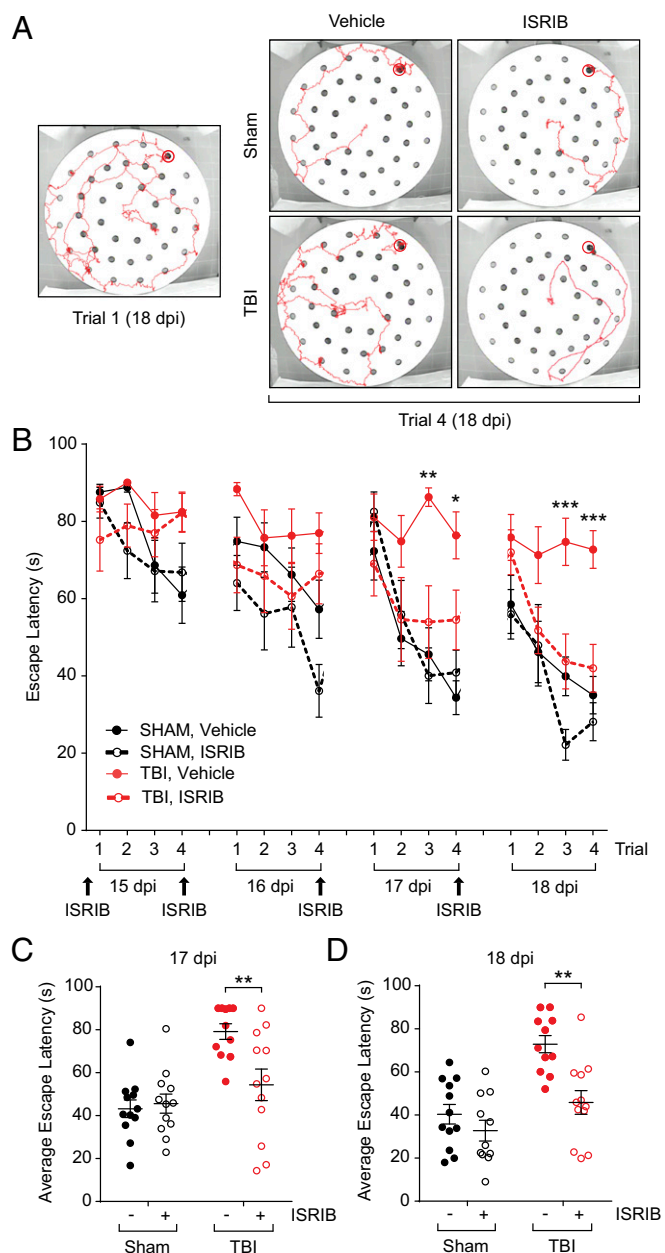 A
Vehicle
ISRIB
Sham
TBI
Trial 1 (18 dpi)
Trial 4 (18 dpi)
B
Escape Latency (s)
100
80
60
40
20
0
** * *** ***
SHAM, Vehicle
SHAM, ISRIB
TBI, Vehicle
TBI, ISRIB
1 2 3 4 1 2 3 4 1 2 3 4 1 2 3 4 Trial
15 dpi 16 dpi 17 dpi 18 dpi
ISRIB ISRIB ISRIB ISRIB
C
17 dpi
Average Escape Latency (s)
100
80
60
40
20
0
**
- + - +
Sham TBI
D
18 dpi
Average Escape Latency (s)
100
80
60
40
20
0
**
- + - + ISRIB
Sham TBI